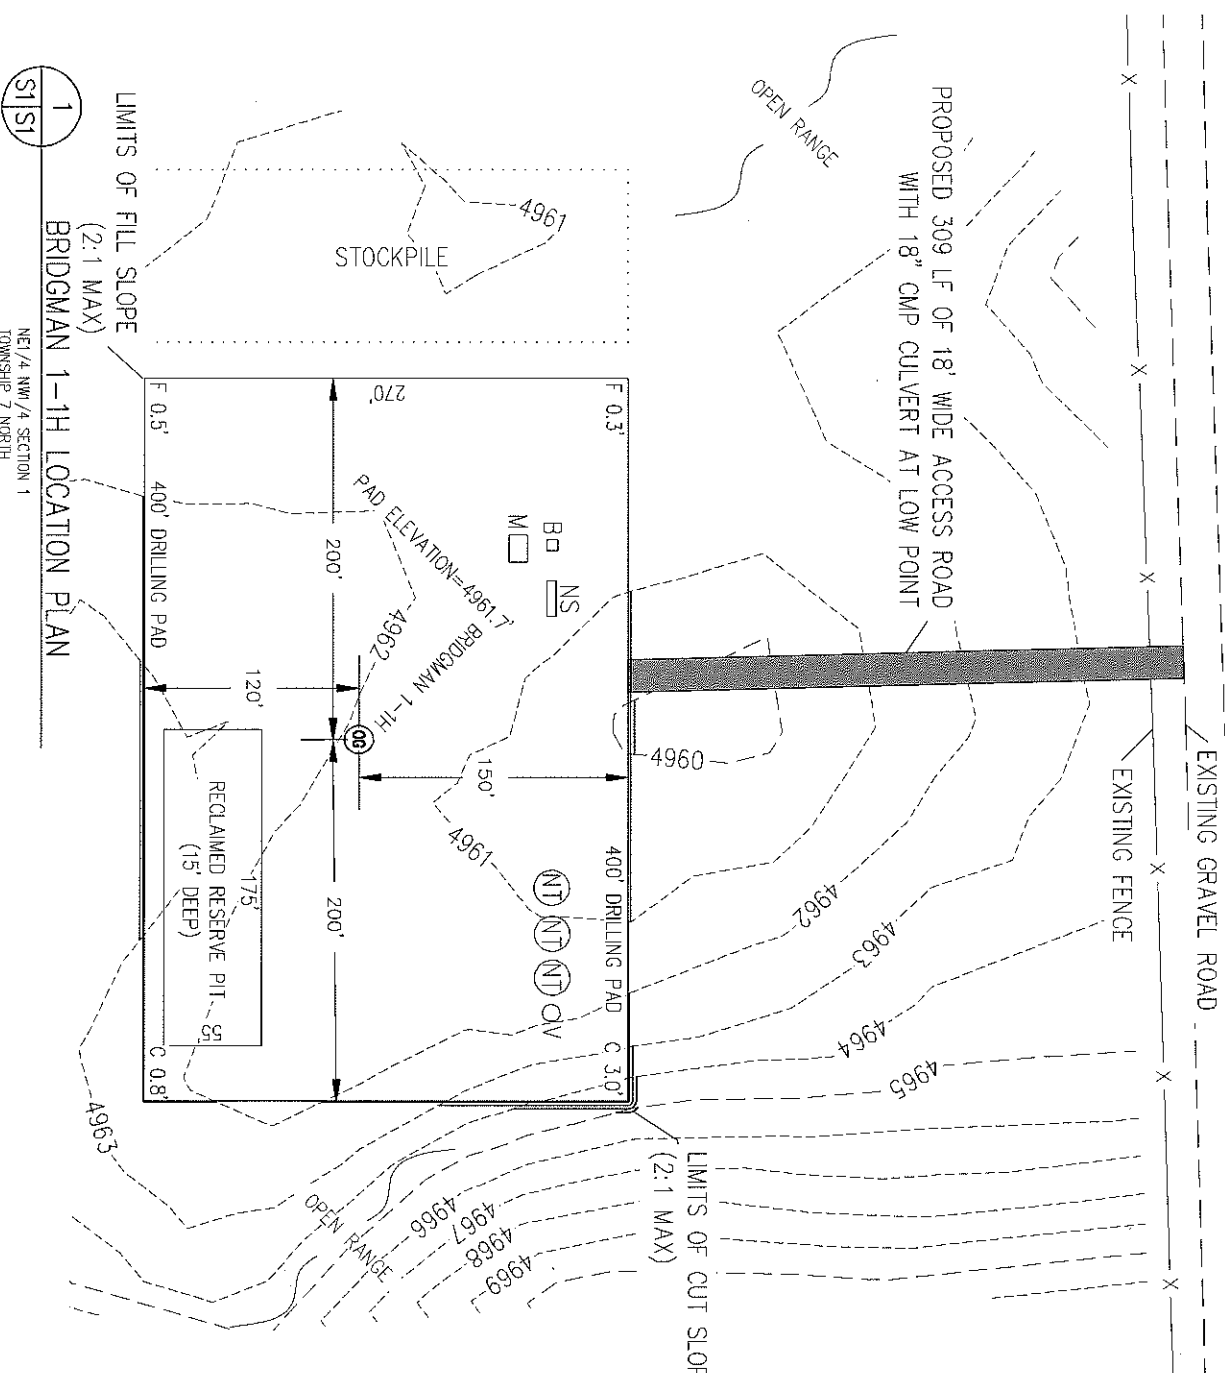 EXISTING GRAVEL ROAD
EXISTING FENCE
X
X
X
X
X
X
PROPOSED 309 LF OF 18' WIDE ACCESS ROAD
WITH 18" CMP CULVERT AT LOW POINT
OPEN RANGE
4960
4962
4963
4964
4965
LIMITS OF CUT SLOP
(2:1 MAX)
4961
STOCKPILE
F 0.3'
400' DRILLING PAD
C 3.0'
270'
B
M
NS
NT
NT
NT
O/V
150'
4961
PAD ELEVATION=4961.7'
BRIDGMAN 1-1H
4962
OG
200'
200'
120'
175'
RECLAIMED RESERVE PIT
(15' DEEP)
55'
F 0.5'
400' DRILLING PAD
C 0.8'
4963
OPEN RANGE
4966
4967
4968
4969
LIMITS OF FILL SLOPE
(2:1 MAX)
1
S1 S1
BRIDGMAN 1-1H LOCATION PLAN
NE1/4 NW1/4 SECTION 1
TOWNSHIP 7 NORTH